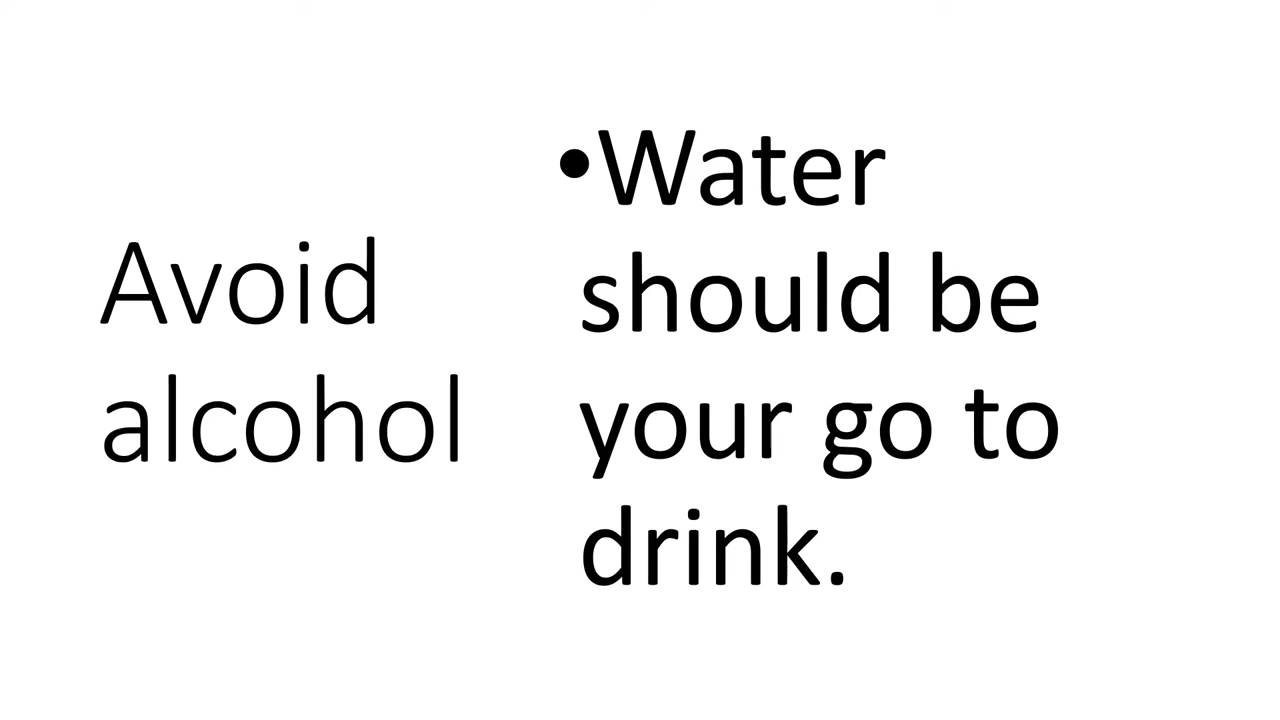 Avoid
alcohol
•Water
should be
your go to
drink.